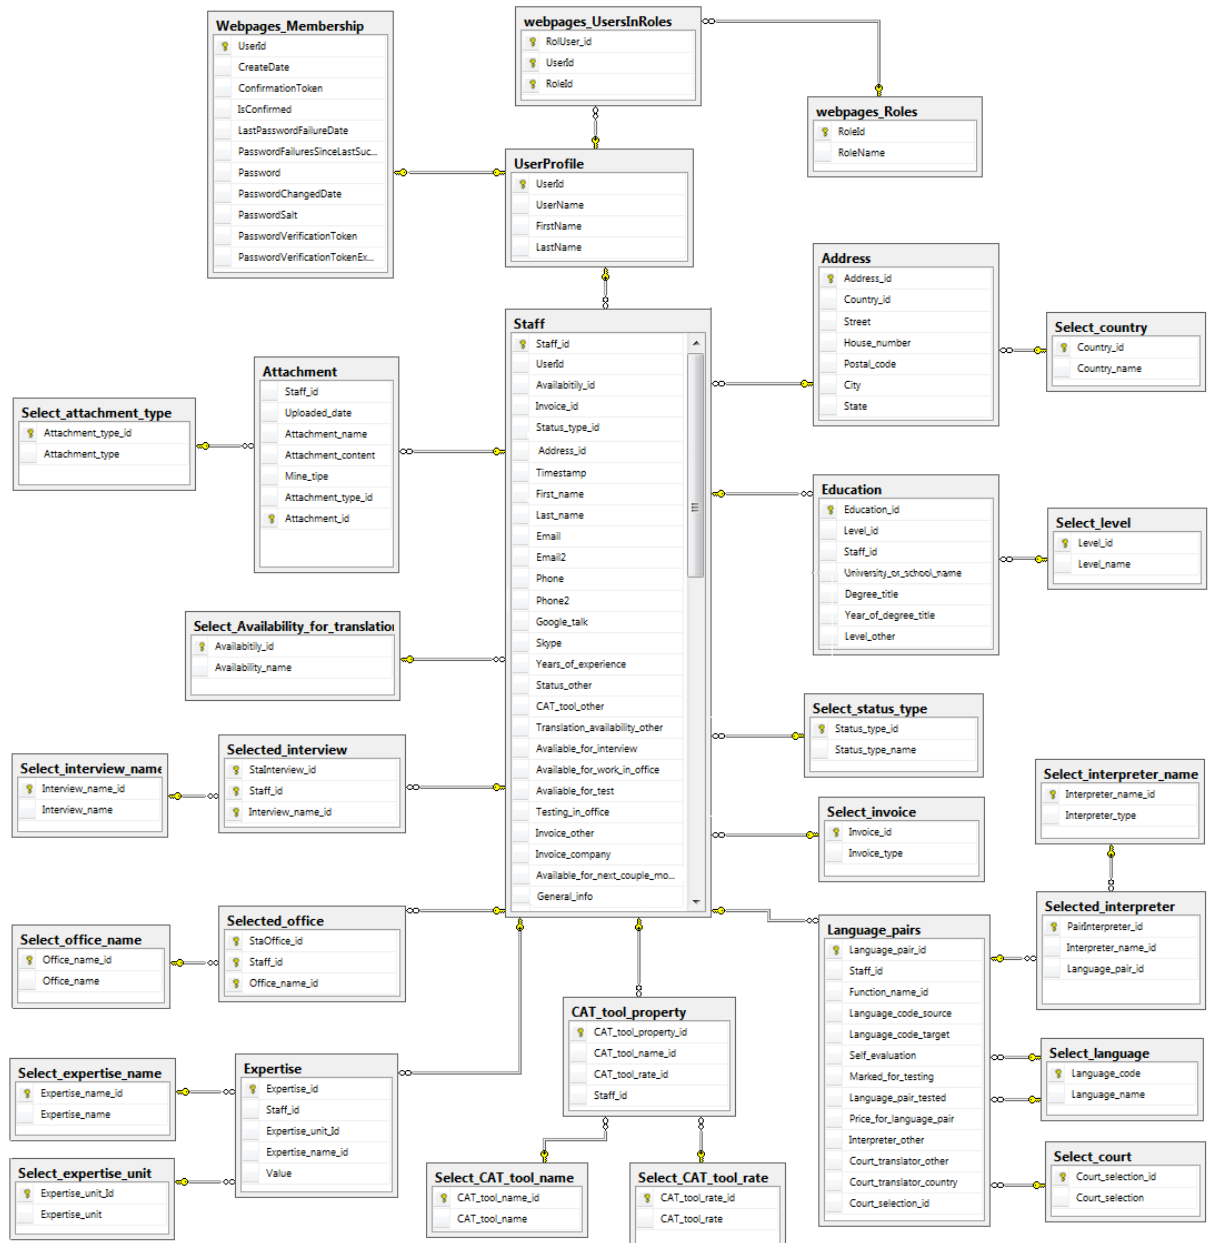 Webpages_Membership
UserId
CreateDate
ConfirmationToken
IsConfirmed
LastPasswordFailureDate
PasswordFailuresSinceLastSuc...
Password
PasswordChangedDate
PasswordSalt
PasswordVerificationToken
PasswordVerificationTokenEx...
webpages_UsersInRoles
RolUser_id
UserId
RoleId
webpages_Roles
RoleId
RoleName
UserProfile
UserId
UserName
FirstName
LastName
Address
Address_id
Country_id
Street
House_number
Postal_code
City
State
Select_country
Country_id
Country_name
Staff
Staff_id
UserId
Availabitily_id
Invoice_id
Status_type_id
Address_id
Timestamp
First_name
Last_name
Email
Email2
Phone
Phone2
Google_talk
Skype
Years_of_experience
Status_other
CAT_tool_other
Translation_availability_other
Avaliable_for_interview
Available_for_work_in_office
Avaliable_for_test
Testing_in_office
Invoice_other
Invoice_company
Available_for_next_couple_mo...
General_info
Attachment
Staff_id
Uploaded_date
Attachment_name
Attachment_content
Mine_tipe
Attachment_type_id
Attachment_id
Select_attachment_type
Attachment_type_id
Attachment_type
Education
Education_id
Level_id
Staff_id
University_or_school_name
Degree_title
Year_of_degree_title
Level_other
Select_level
Level_id
Level_name
Select_Availability_for_translation
Availabitily_id
Availability_name
Select_status_type
Status_type_id
Status_type_name
Selected_interview
StaInterview_id
Staff_id
Interview_name_id
Select_interview_name
Interview_name_id
Interview_name
Select_interpreter_name
Interpreter_name_id
Interpreter_type
Select_invoice
Invoice_id
Invoice_type
Selected_office
StaOffice_id
Staff_id
Office_name_id
Select_office_name
Office_name_id
Office_name
Selected_interpreter
PairInterpreter_id
Interpreter_name_id
Language_pair_id
Language_pairs
Language_pair_id
Staff_id
Function_name_id
Language_code_source
Language_code_target
Self_evaluation
Marked_for_testing
Language_pair_tested
Price_for_language_pair
Interpreter_other
Court_translator_other
Court_translator_country
Court_selection_id
CAT_tool_property
CAT_tool_property_id
CAT_tool_name_id
CAT_tool_rate_id
Staff_id
Select_language
Language_code
Language_name
Expertise
Expertise_id
Staff_id
Expertise_unit_Id
Expertise_name_id
Value
Select_expertise_name
Expertise_name_id
Expertise_name
Select_expertise_unit
Expertise_unit_Id
Expertise_unit
Select_CAT_tool_name
CAT_tool_name_id
CAT_tool_name
Select_CAT_tool_rate
CAT_tool_rate_id
CAT_tool_rate
Select_court
Court_selection_id
Court_selection